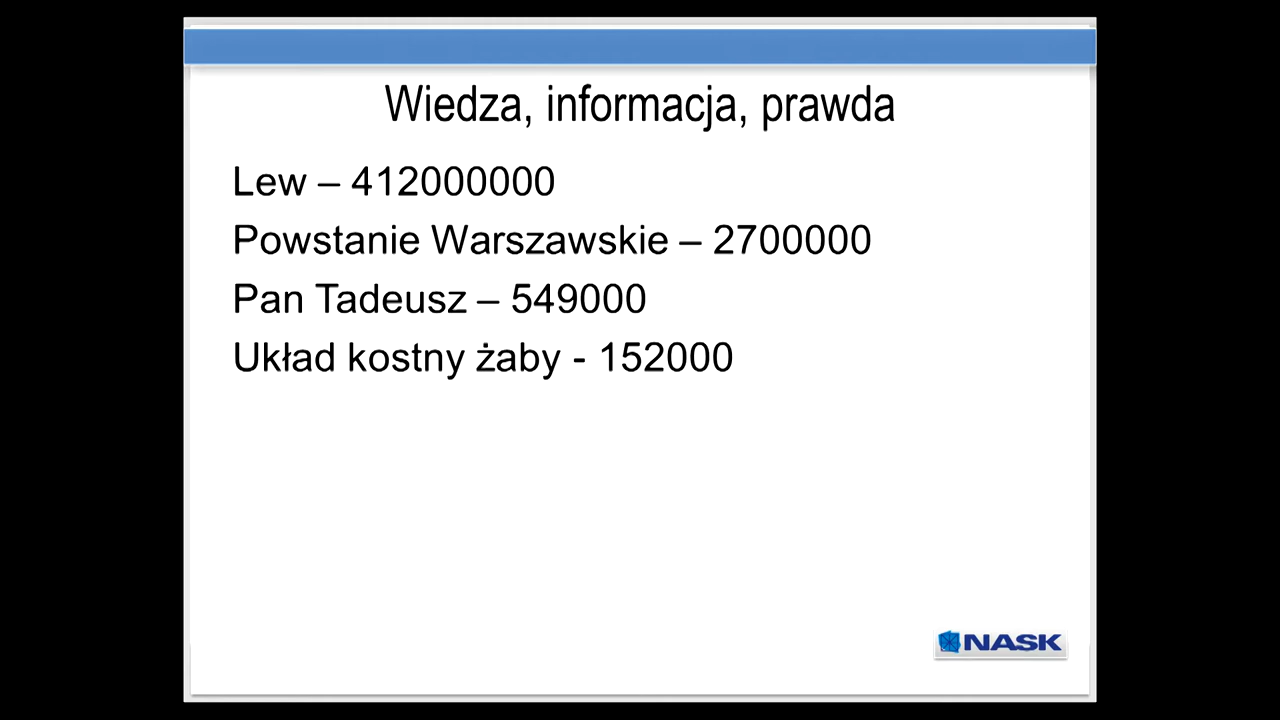 Wiedza, informacja, prawda
Lew – 412000000
Powstanie Warszawskie – 2700000
Pan Tadeusz – 549000
Układ kostny żaby - 152000
NASK